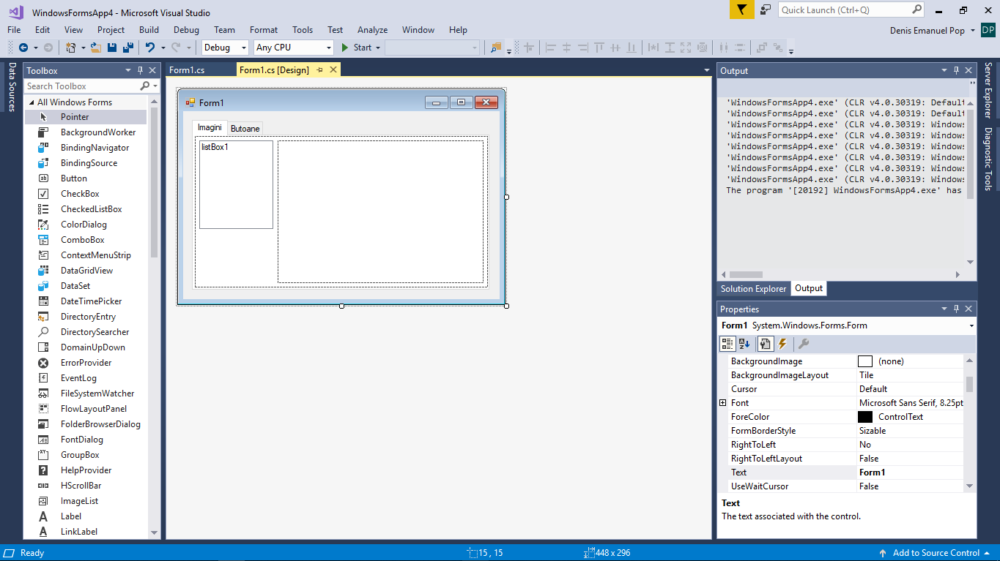 WindowsFormsApp4 - Microsoft Visual Studio
Quick Launch (Ctrl+Q)
File Edit View Project Build Debug Team Format Tools Test Analyze Window Help
Denis Emanuel Pop
DP
Debug Any CPU Start
Data Sources
Toolbox
Search Toolbox
All Windows Forms
Pointer
BackgroundWorker
BindingNavigator
BindingSource
Button
CheckBox
CheckedListBox
ColorDialog
ComboBox
ContextMenuStrip
DataGridView
DataSet
DateTimePicker
DirectoryEntry
DirectorySearcher
DomainUpDown
ErrorProvider
EventLog
FileSystemWatcher
FlowLayoutPanel
FolderBrowserDialog
FontDialog
GroupBox
HelpProvider
HScrollBar
ImageList
Label
LinkLabel
Form1.cs Form1.cs [Design]
Form1
Imagini Butoane
listBox1
Output
'WindowsFormsApp4.exe' (CLR v4.0.30319: Default
'WindowsFormsApp4.exe' (CLR v4.0.30319: Default
'WindowsFormsApp4.exe' (CLR v4.0.30319: Windows
'WindowsFormsApp4.exe' (CLR v4.0.30319: Windows
'WindowsFormsApp4.exe' (CLR v4.0.30319: Windows
'WindowsFormsApp4.exe' (CLR v4.0.30319: Windows
'WindowsFormsApp4.exe' (CLR v4.0.30319: Windows
'WindowsFormsApp4.exe' (CLR v4.0.30319: Windows
The program '[20192] WindowsFormsApp4.exe' has
Solution Explorer Output
Properties
Form1 System.Windows.Forms.Form
BackgroundImage (none)
BackgroundImageLayout Tile
Cursor Default
Font Microsoft Sans Serif, 8.25pt
ForeColor ControlText
FormBorderStyle Sizable
RightToLeft No
RightToLeftLayout False
Text Form1
UseWaitCursor False
Text
The text associated with the control.
Server Explorer
Diagnostic Tools
Ready
15 , 15
448 x 296
Add to Source Control